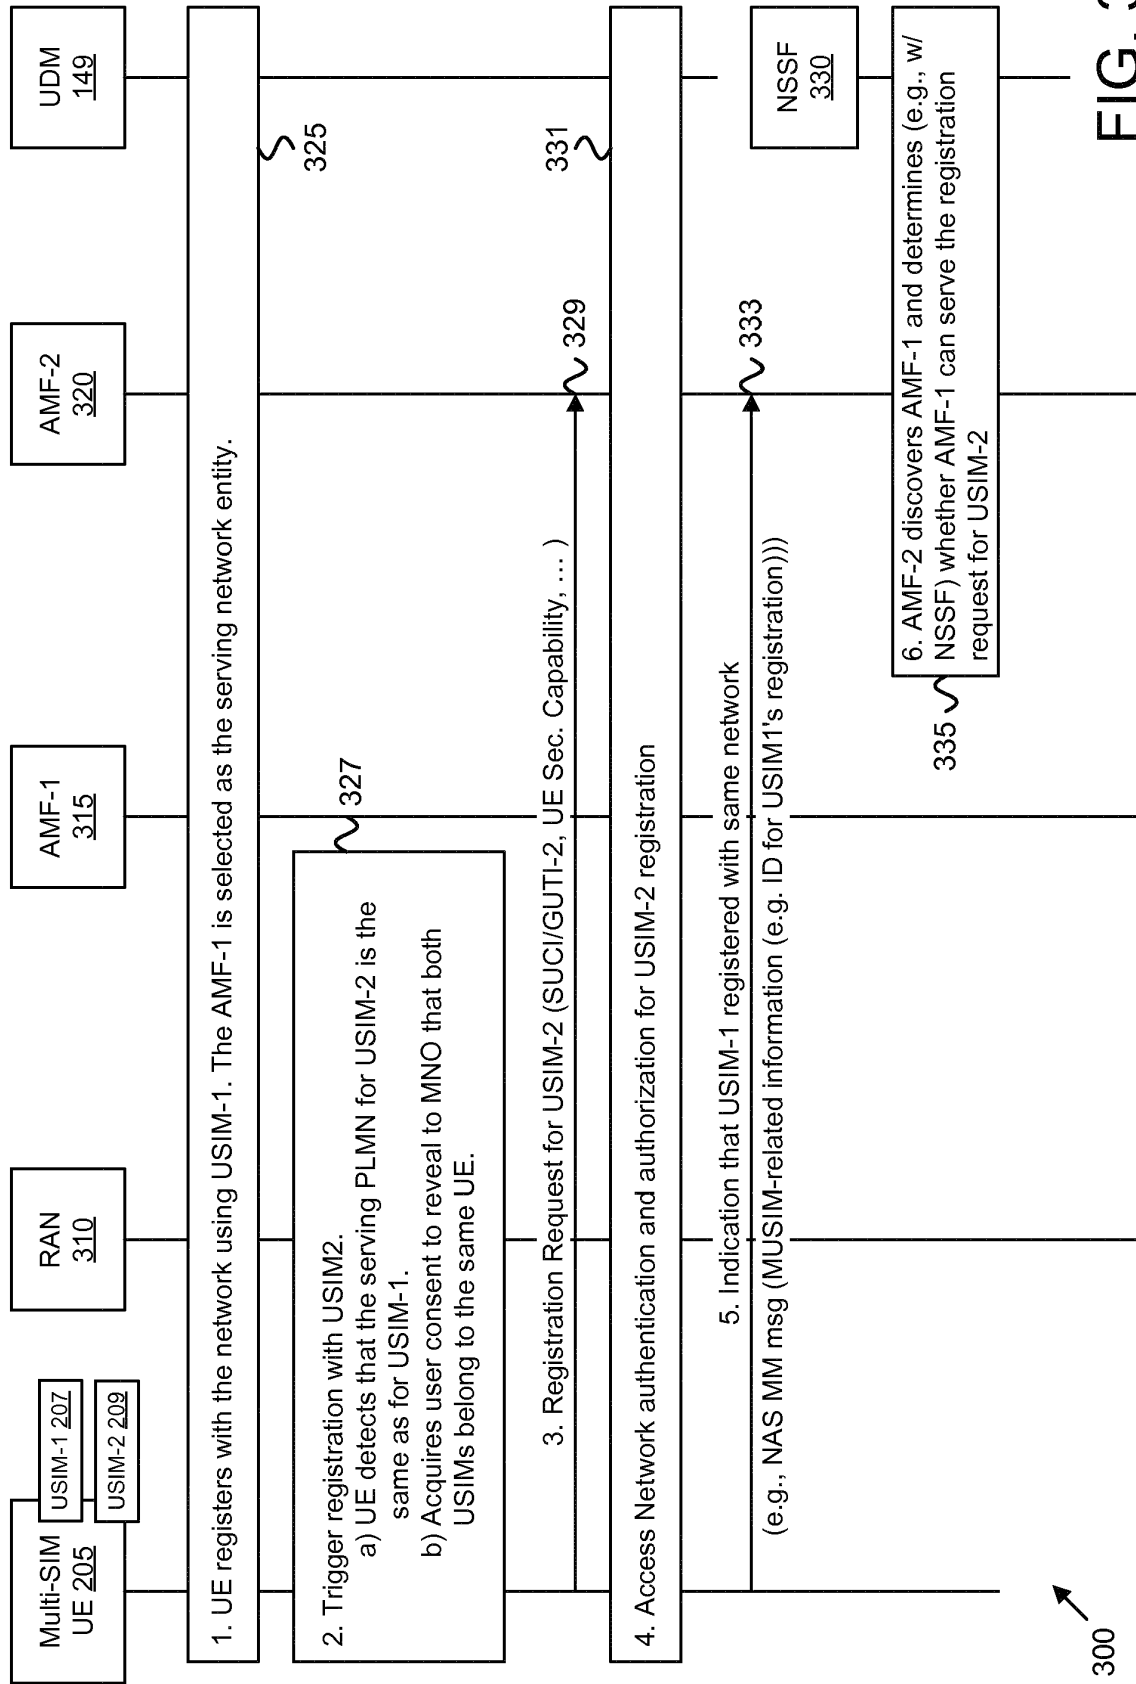 Multi-SIM
UE 205
USIM-1 207
USIM-2 209
RAN
310
AMF-1
315
AMF-2
320
UDM
149
1. UE registers with the network using USIM-1. The AMF-1 is selected as the serving network entity.
325
2. Trigger registration with USIM2.
a) UE detects that the serving PLMN for USIM-2 is the
same as for USIM-1.
b) Acquires user consent to reveal to MNO that both
USIMs belong to the same UE.
327
3. Registration Request for USIM-2 (SUCI/GUTI-2, UE Sec. Capability, … )
329
331
4. Access Network authentication and authorization for USIM-2 registration
5. Indication that USIM-1 registered with same network
(e.g., NAS MM msg (MUSIM-related information (e.g. ID for USIM1's registration)))
333
NSSF
330
6. AMF-2 discovers AMF-1 and determines (e.g., w/
NSSF) whether AMF-1 can serve the registration
request for USIM-2
335
300
FIG.